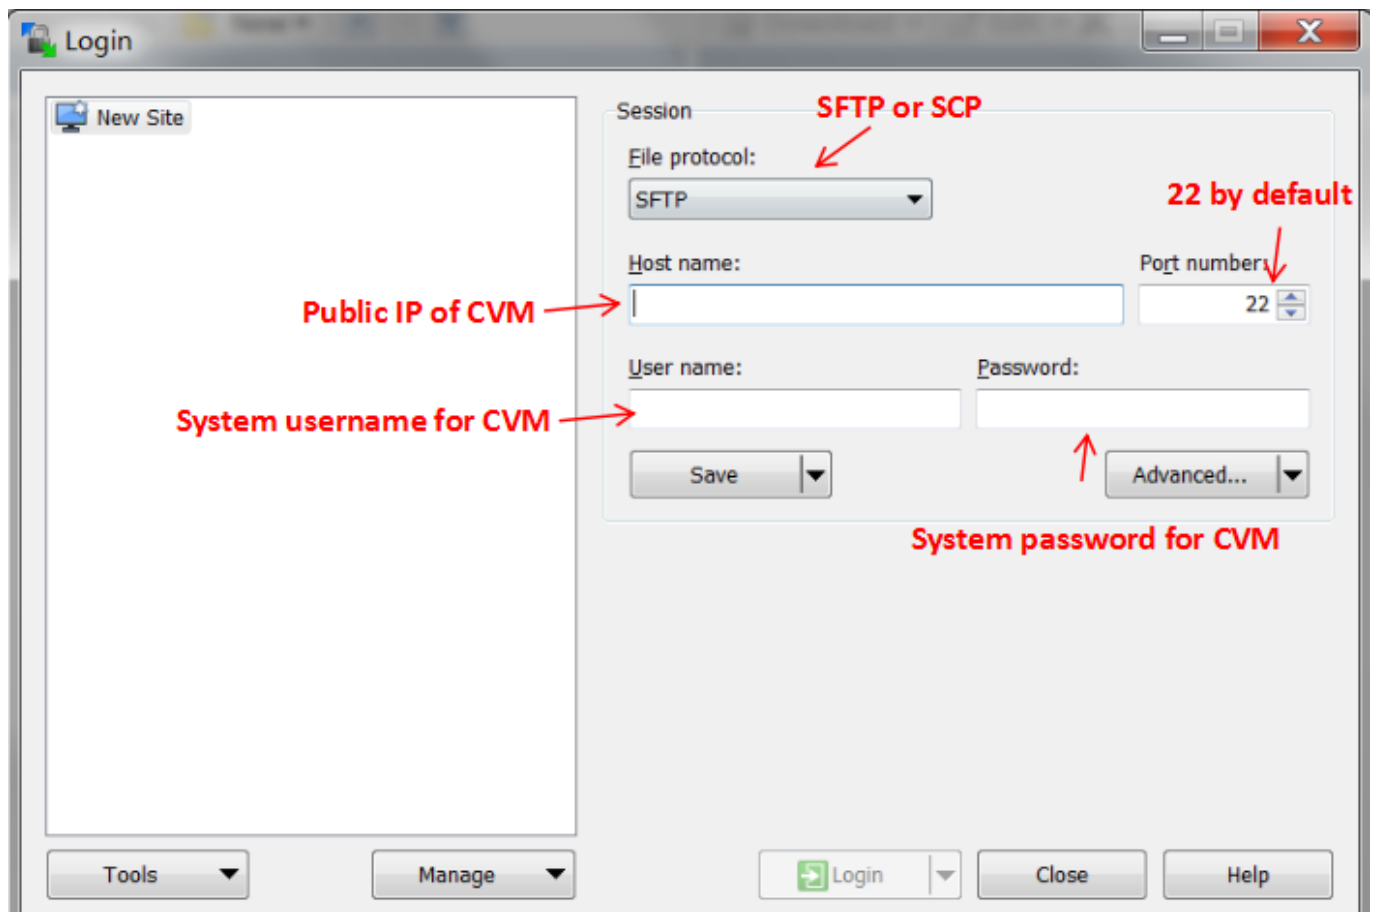 Login
New Site
Session
SFTP or SCP
File protocol:
SFTP
22 by default
Host name:
Port number:
Public IP of CVM
22
User name:
Password:
System username for CVM
Save
Advanced...
System password for CVM
Tools
Manage
Login
Close
Help